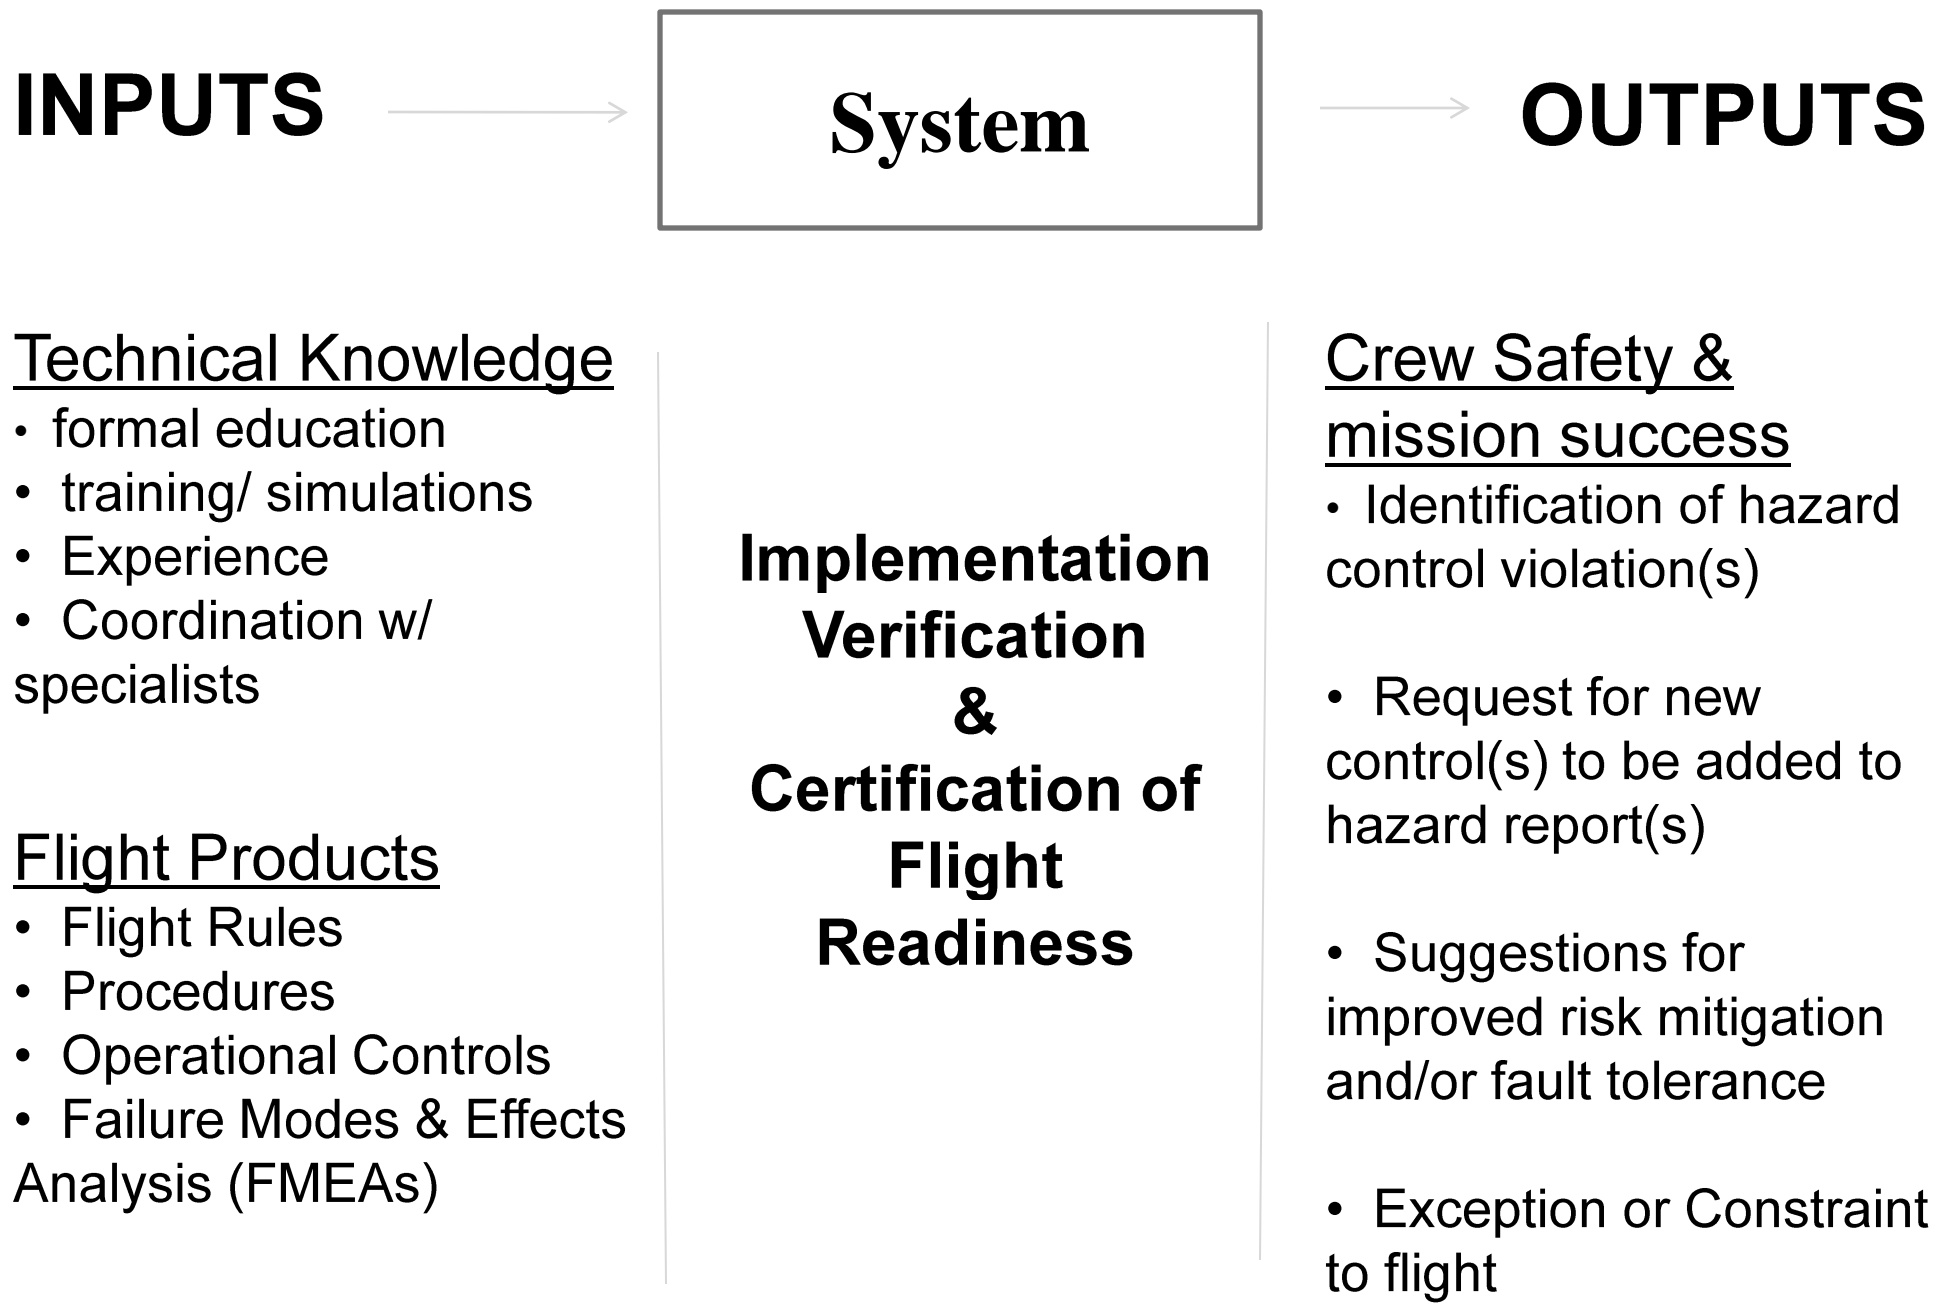 INPUTS
System
OUTPUTS
Technical Knowledge
• formal education
• training/ simulations
• Experience
• Coordination w/
specialists
Flight Products
• Flight Rules
• Procedures
• Operational Controls
• Failure Modes & Effects
Analysis (FMEAs)
Implementation
Verification
&
Certification of
Flight
Readiness
Crew Safety &
mission success
• Identification of hazard
control violation(s)
• Request for new
control(s) to be added to
hazard report(s)
• Suggestions for
improved risk mitigation
and/or fault tolerance
• Exception or Constraint
to flight